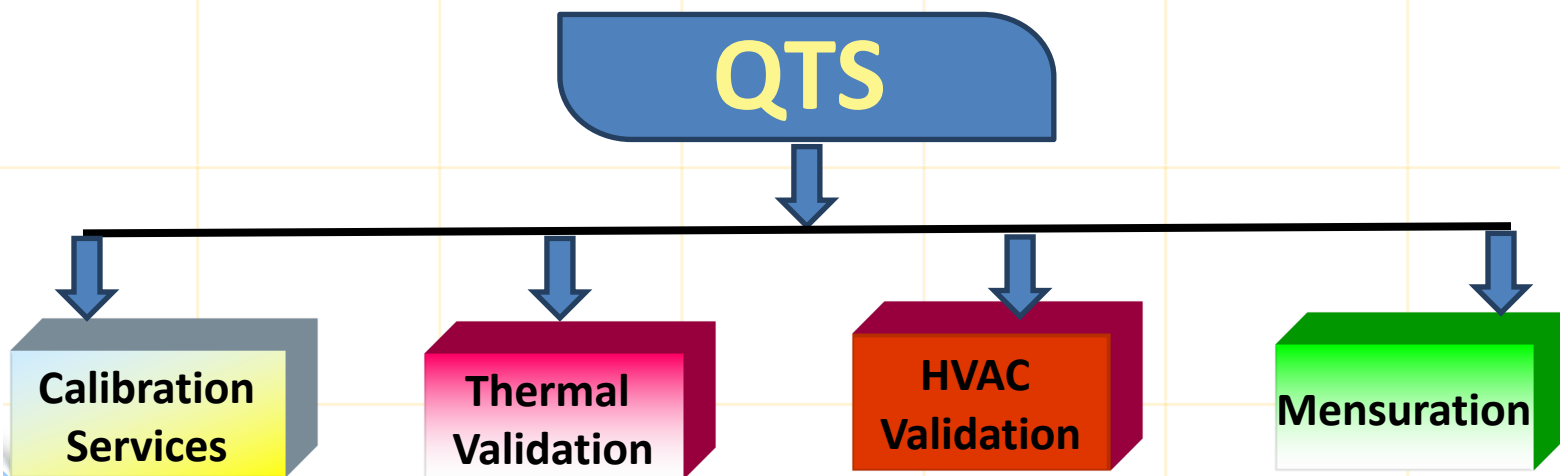 QTS
Calibration
Services
Thermal
Validation
HVAC
Validation
Mensuration